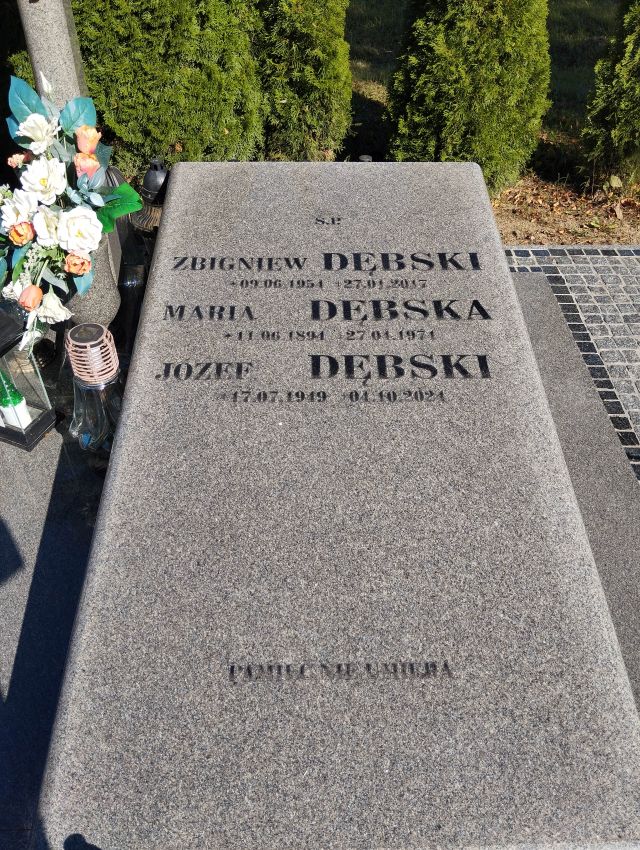 Ś.P.
ZBIGNIEW DĘBSKI
*09.06.1954 +27.01.2017
MARIA DĘBSKA
*11.06.1894 +27.04.1974
JÓZEF DĘBSKI
*17.07.1949 +04.10.2024
PAMIĘĆ NIE UMIERA